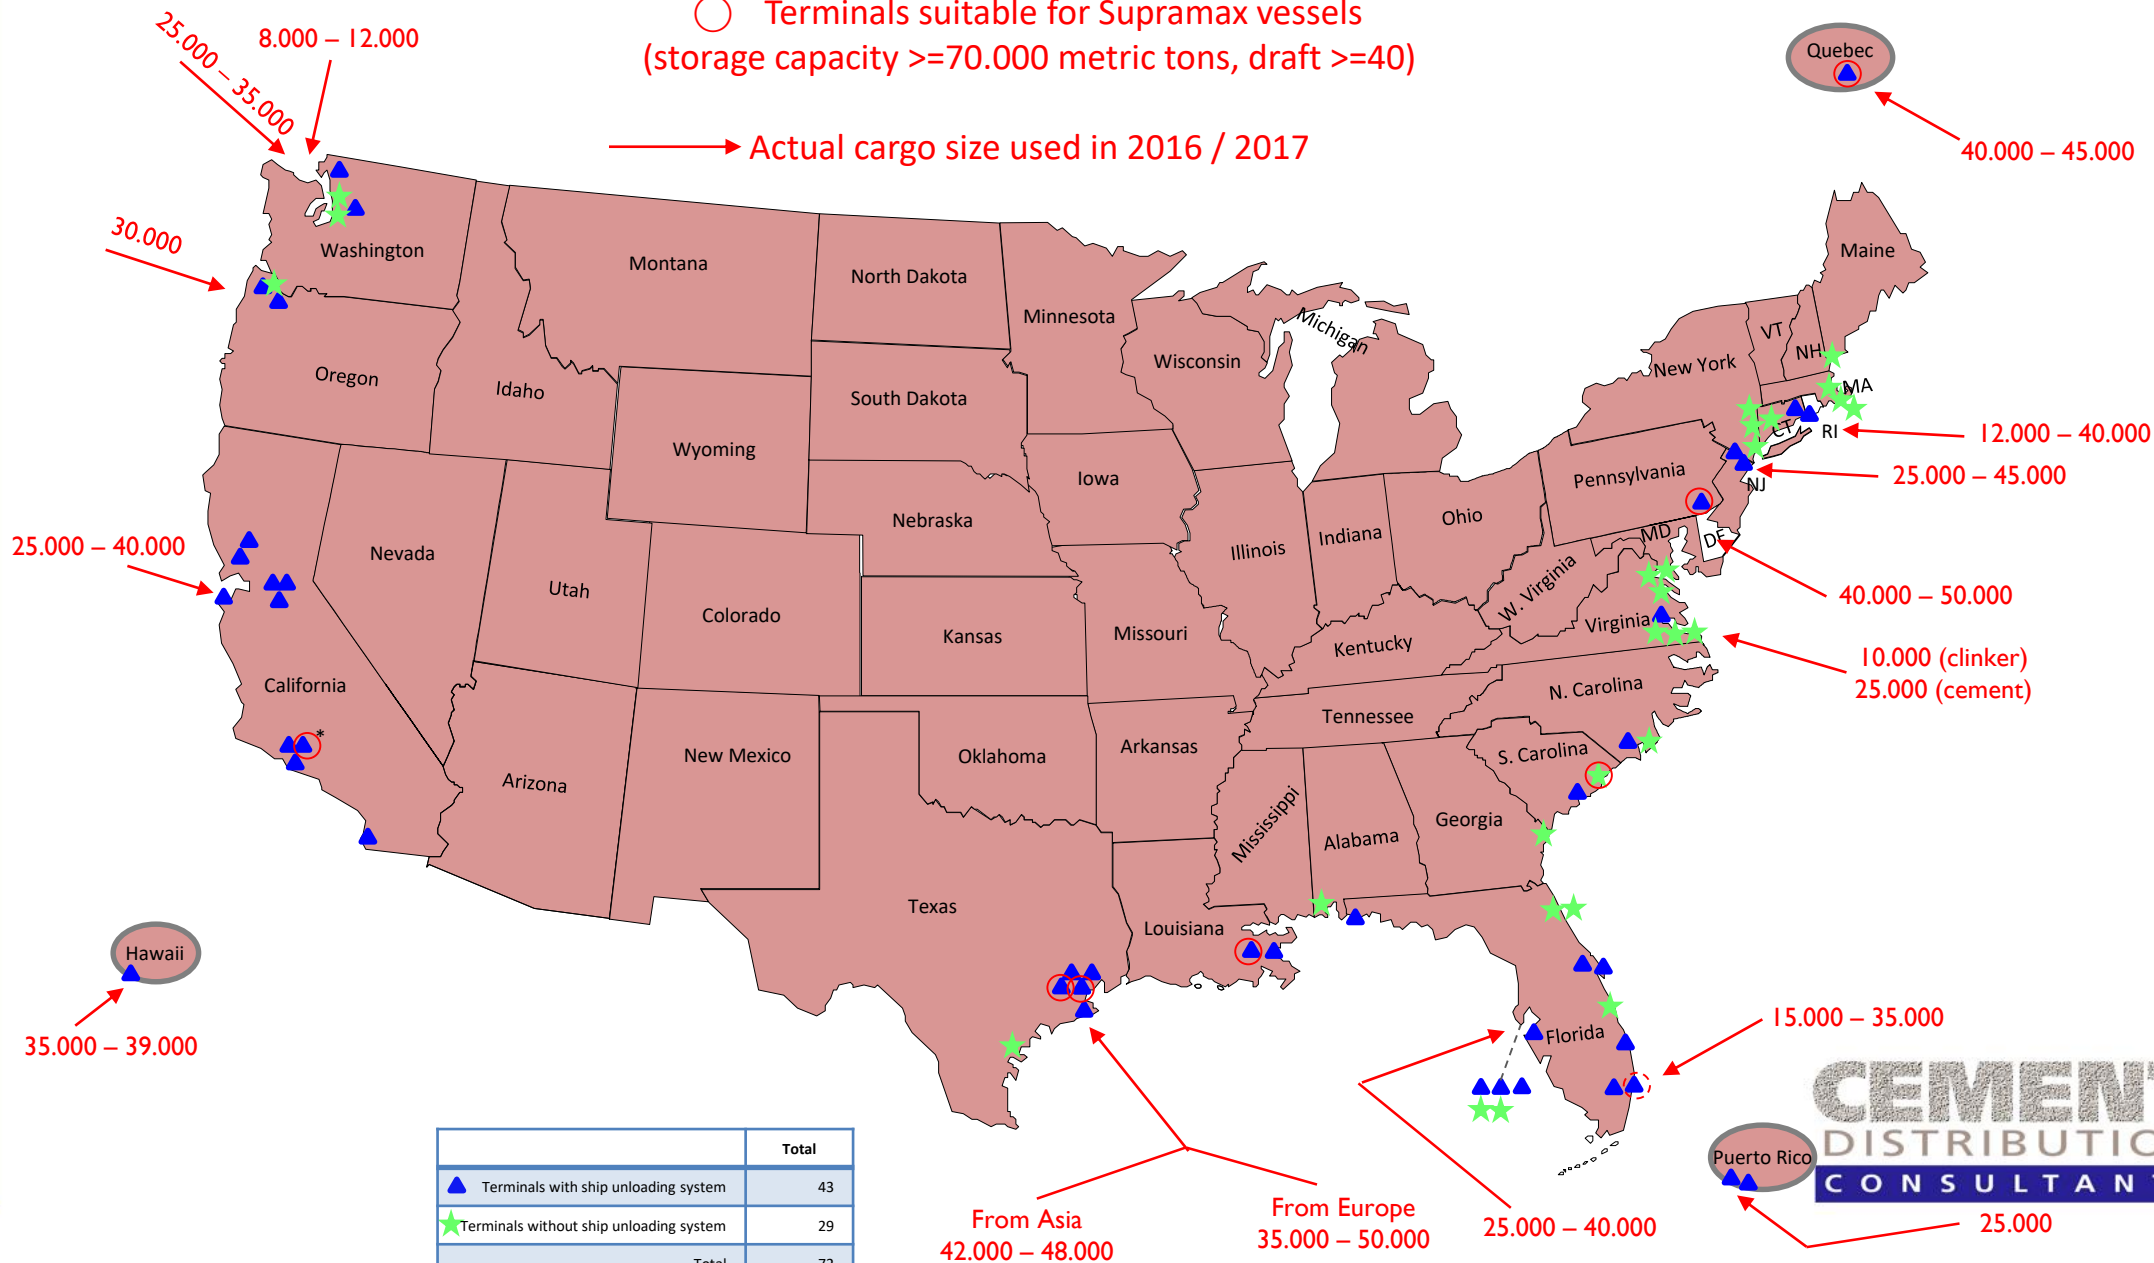 Terminals suitable for Supramax vessels
(storage capacity >=70.000 metric tons, draft >=40)
Actual cargo size used in 2016 / 2017
25.000 – 35.000
8.000 – 12.000
Quebec
40.000 – 45.000
30.000
Washington
Montana
North Dakota
Minnesota
Michigan
Maine
Wisconsin
New York
VT
NH
MA
Oregon
Idaho
South Dakota
Wyoming
CT
RI
12.000 – 40.000
25.000 – 45.000
NJ
Iowa
Pennsylvania
Nebraska
Ohio
Indiana
Illinois
MD
DE
25.000 – 40.000
Nevada
Utah
Colorado
Kansas
Missouri
W. Virginia
Virginia
40.000 – 50.000
Kentucky
10.000 (clinker)
25.000 (cement)
California
N. Carolina
Tennessee
*
Arizona
New Mexico
Oklahoma
Arkansas
S. Carolina
Mississippi
Alabama
Georgia
Texas
Louisiana
Hawaii
35.000 – 39.000
Florida
15.000 – 35.000
CEMENT
DISTRIBUTIO
CONSULTANT
Puerto Rico
25.000
From Asia
42.000 – 48.000
From Europe
35.000 – 50.000
25.000 – 40.000
Total
Terminals with ship unloading system 43
Terminals without ship unloading system 29
Total 72